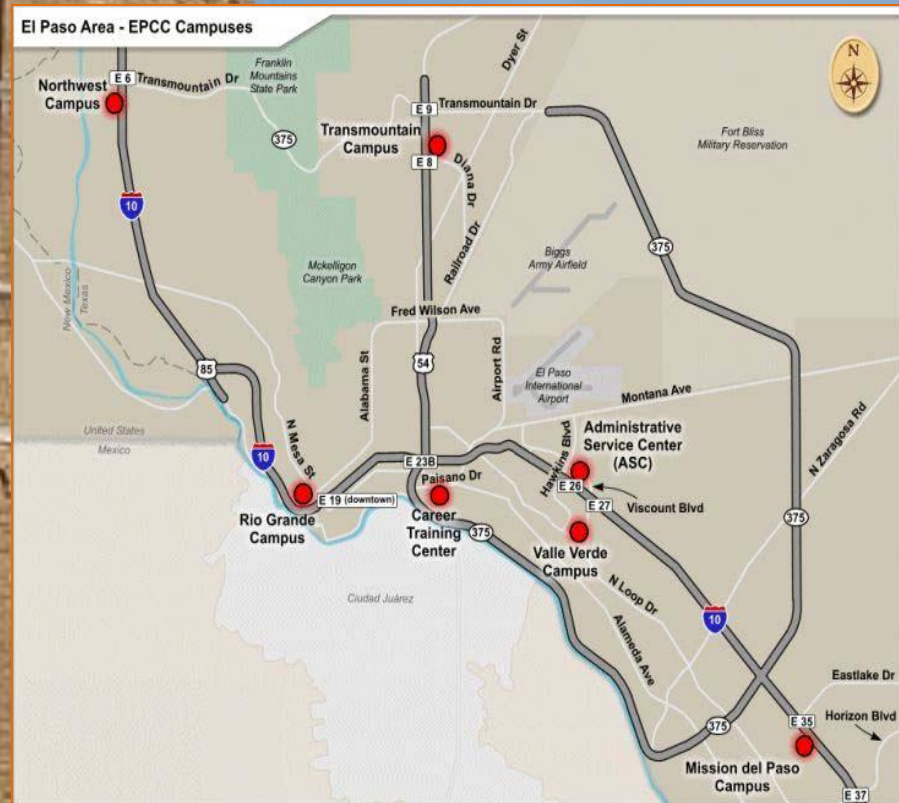 El Paso Area - EPCC Campuses
N
E 6
Transmountain Dr
Northwest
Campus
Franklin
Mountains
State Park
Dyer St
E 9
Transmountain Dr
Transmountain
Campus
375
E 8
Diana Dr
Fort Bliss
Military Reservation
10
Railroad Dr
375
Biggs
Army Airfield
Mckelligon
Canyon Park
New Mexico
Texas
Fred Wilson Ave
85
54
Alabama St
Airport Rd
El Paso
International
Airport
Montana Ave
N Mesa St
United States
Mexico
10
Administrative
Service Center
(ASC)
Hawkins Blvd
N Zaragosa Rd
E 23B
Paisano Dr
E 26
E 27
Viscount Blvd
E 19 (downtown)
Rio Grande
Campus
Career
Training
Center
375
375
Valle Verde
Campus
N Loop Dr
Ciudad Juárez
10
Alameda Ave
Eastlake Dr
375
E 35
Horizon Blvd
Mission del Paso
Campus
E 37